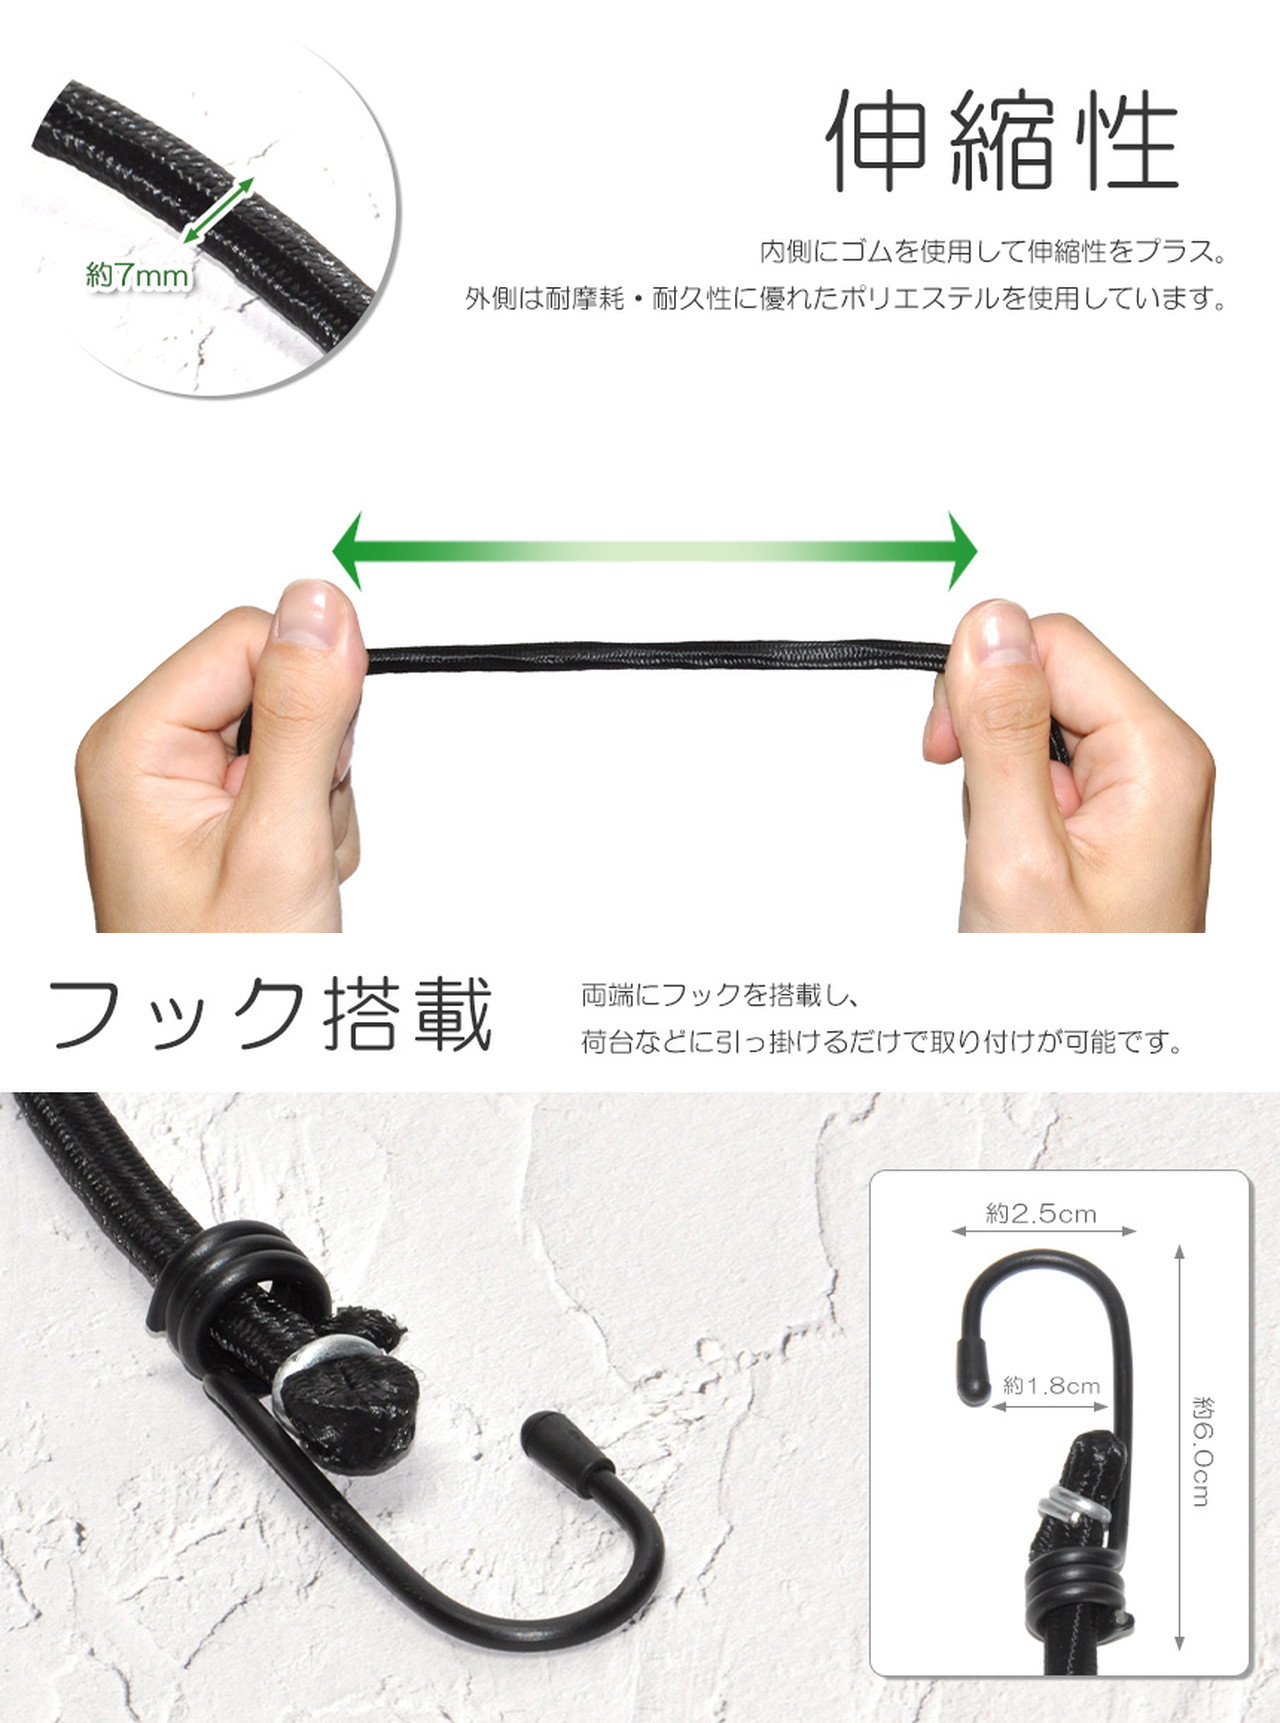 伸縮性
約7mm
内側にゴムを使用して伸縮性をプラス。
外側は耐摩耗・耐久性に優れたポリエステルを使用しています。
フック搭載
両端にフックを搭載し、
荷台などに引っ掛けるだけで取り付けが可能です。
約2.5cm
約1.8cm
約6.0cm